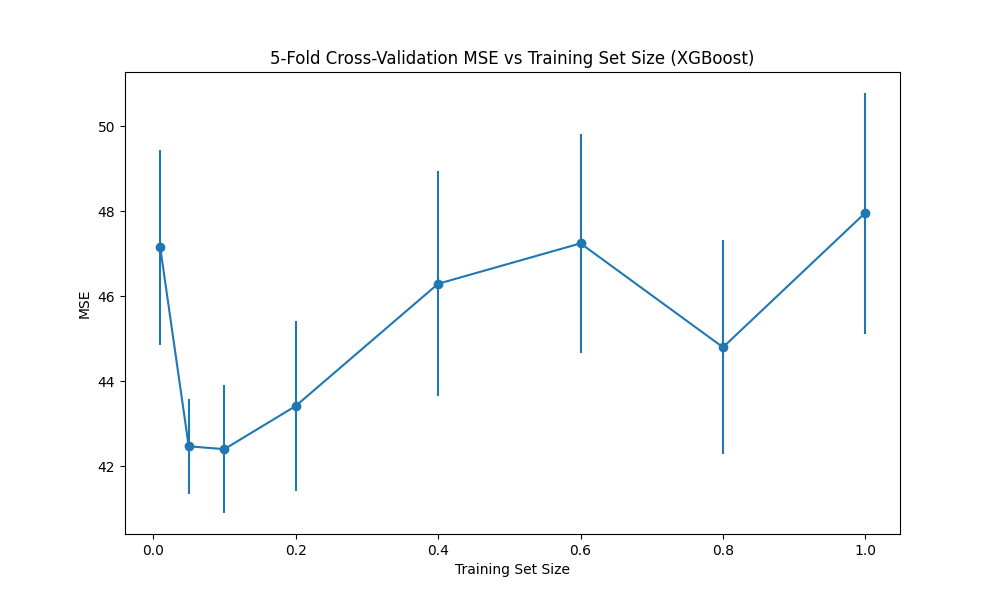 5-Fold Cross-Validation MSE vs Training Set Size (XGBoost)
50
48
46
44
42
MSE
0.0 0.2 0.4 0.6 0.8 1.0
Training Set Size